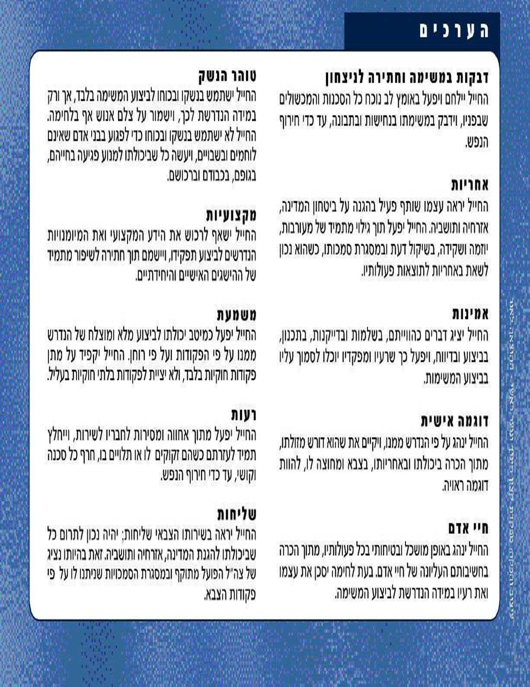 הערכים
דבקות במשימה וחתירה לניצחון
החייל יילחם ויפעל באומץ לב נוכח כל הסכנות והמכשולים
שבפניו, וידבק במשימתו בנחישות ובתבונה, עד כדי חירוף
הנפש.
אחריות
החייל יראה עצמו שותף פעיל בהגנה על ביטחון המדינה,
אזרחיה ותושביה. החייל יפעל תוך גילוי מתמיד של מעורבות,
יוזמה ושקידה, בשיקול דעת ובמסגרת סמכותו, כשהוא נכון
לשאת באחריות לתוצאות פעולותיו.
אמינות
החייל יציג דברים כהווייתם, בשלמות ובדייקנות, בתכנון,
בביצוע ובדיווח, ויפעל כך שרעיו ומפקדיו יוכלו לסמוך עליו
בביצוע המשימות.
דוגמה אישית
החייל ינהג על פי הנדרש ממנו, ויקיים את שהוא דורש מזולתו,
מתוך הכרה ביכולתו ובאחריותו, בצבא ומחוצה לו, להוות
דוגמה ראויה.
חיי אדם
החייל ינהג באופן מושכל ובטיחותי בכל פעולותיו, מתוך הכרה
בחשיבותם העליונה של חיי אדם. בעת לחימה יסכן את עצמו
ואת רעיו במידה הנדרשת לביצוע המשימה.
טוהר הנשק
החייל ישתמש בנשקו ובכוחו לביצוע המשימה בלבד, אך ורק
במידה הנדרשת לכך, וישמור על צלם אנוש אף בלחימה.
החייל לא ישתמש בנשקו ובכוחו כדי לפגוע בבני אדם שאינם
לוחמים ובשבויים, ויעשה כל שביכולתו למנוע פגיעה בחייהם,
בגופם, בכבודם וברכושם.
מקצועיות
החייל ישאף לרכוש את הידע המקצועי ואת המיומנויות
הנדרשים לביצוע תפקידו, ויישמם תוך חתירה לשיפור מתמיד
של ההישגים האישיים והיחידתיים.
משמעת
החייל יפעל כמיטב יכולתו לביצוע מלא ומוצלח של הנדרש
ממנו על פי הפקודות ועל פי רוחן. החייל יקפיד על מתן
פקודות חוקיות בלבד, ולא יציית לפקודות בלתי חוקיות בעליל.
רעות
החייל יפעל מתוך אחווה ומסירות לחבריו לשירות, וייחלץ
תמיד לעזרתם כשהם זקוקים לו או תלויים בו, חרף כל סכנה
וקושי, עד כדי חירוף הנפש.
שליחות
החייל יראה בשירותו הצבאי שליחות; יהיה נכון לתרום כל
שביכולתו להגנת המדינה, אזרחיה ותושביה. זאת בהיותו נציג
של צה"ל הפועל מתוקף ובמסגרת הסמכויות שניתנו לו על פי
פקודות הצבא.